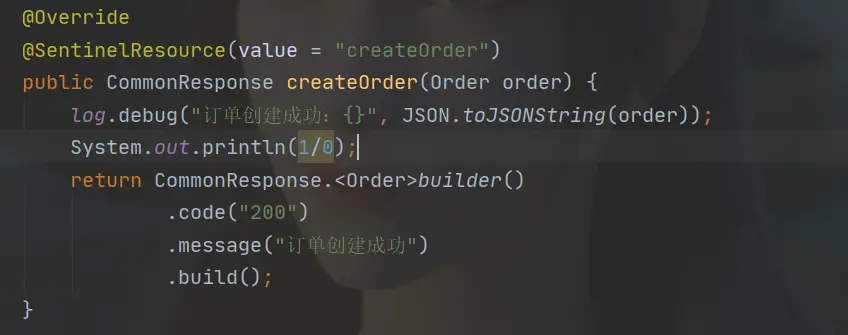 @Override
@SentinelResource(value = "createOrder")
public CommonResponse createOrder(Order order) {
log.debug("订单创建成功：{}", JSON.toJSONString(order));
System.out.println(1/0);
return CommonResponse.<Order>builder()
.code("200")
.message("订单创建成功")
.build();
}